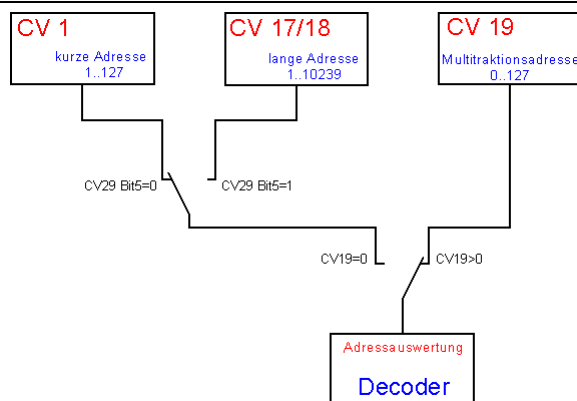 CV 1
kurze Adresse
1..127
CV 17/18
lange Adresse
1..10239
CV 19
Multitraktionsadresse
0..127
CV29 Bit5=0
CV29 Bit5=1
CV19=0
CV19>0
Adressauswertung
Decoder